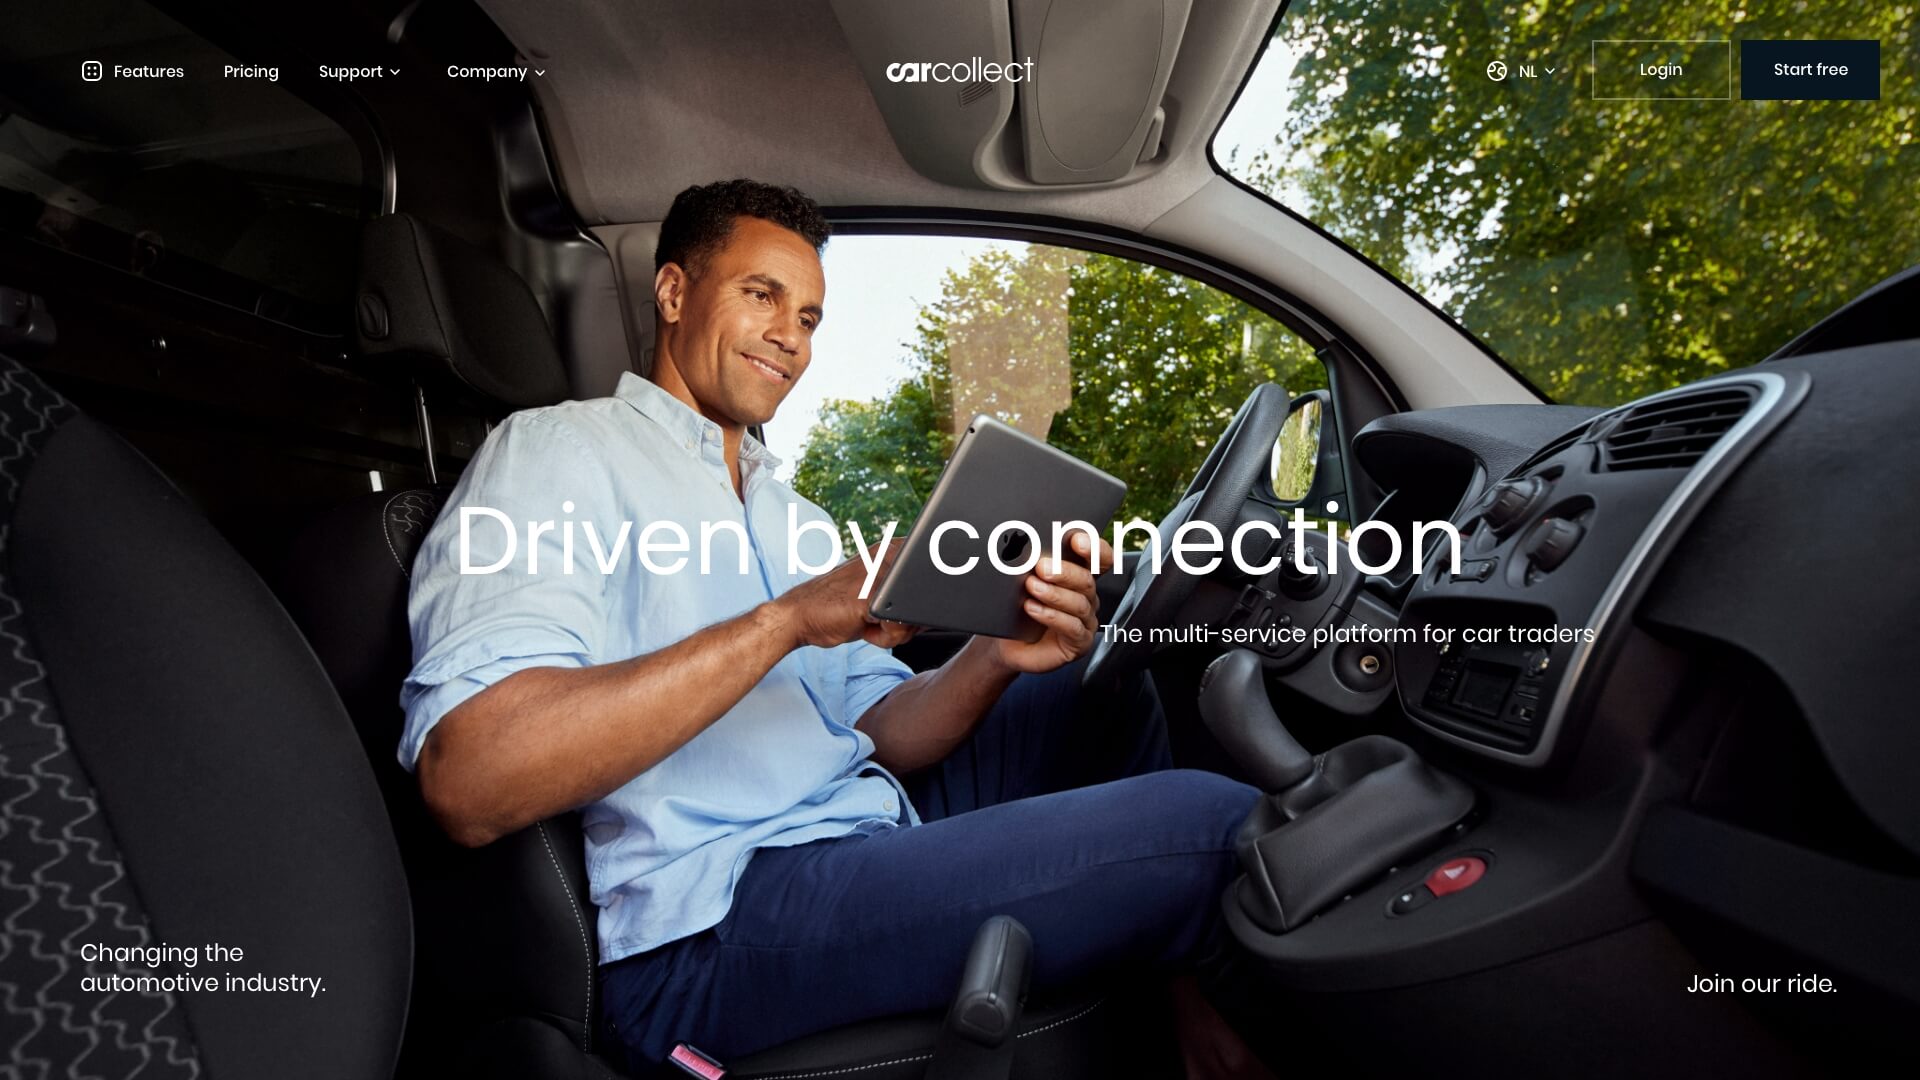 Features
Pricing
Support
Company
carcollect
NL
Login
Start free
Driven by connection
The multi-service platform for car traders
Changing the
automotive industry.
Join our ride.